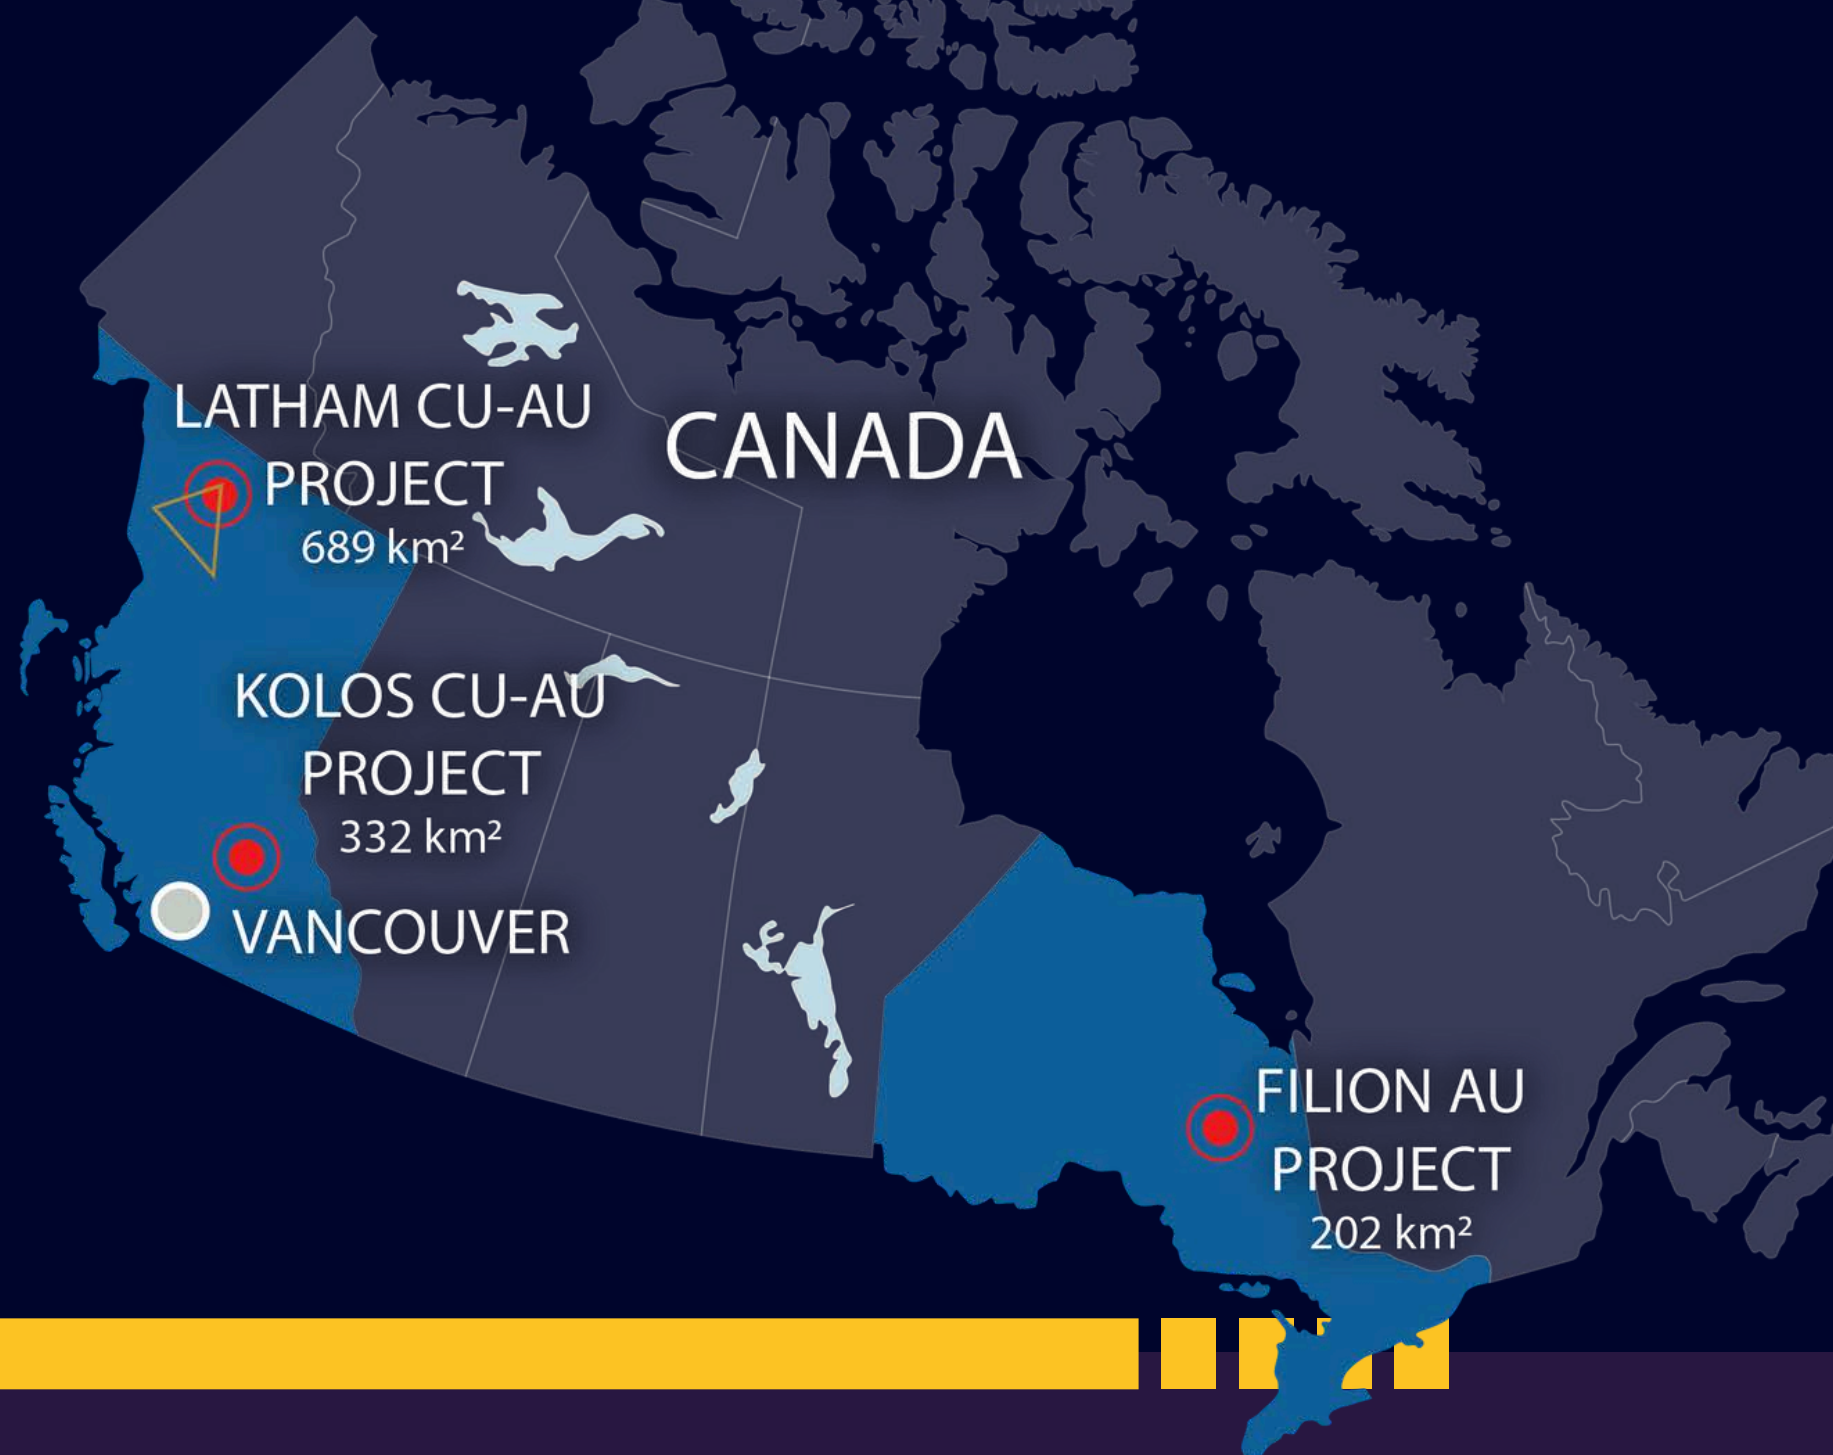 LATHAM CU-AU
PROJECT
689 km²
CANADA
KOLOS CU-AU
PROJECT
332 km²
VANCOUVER
FILION AU
PROJECT
202 km²